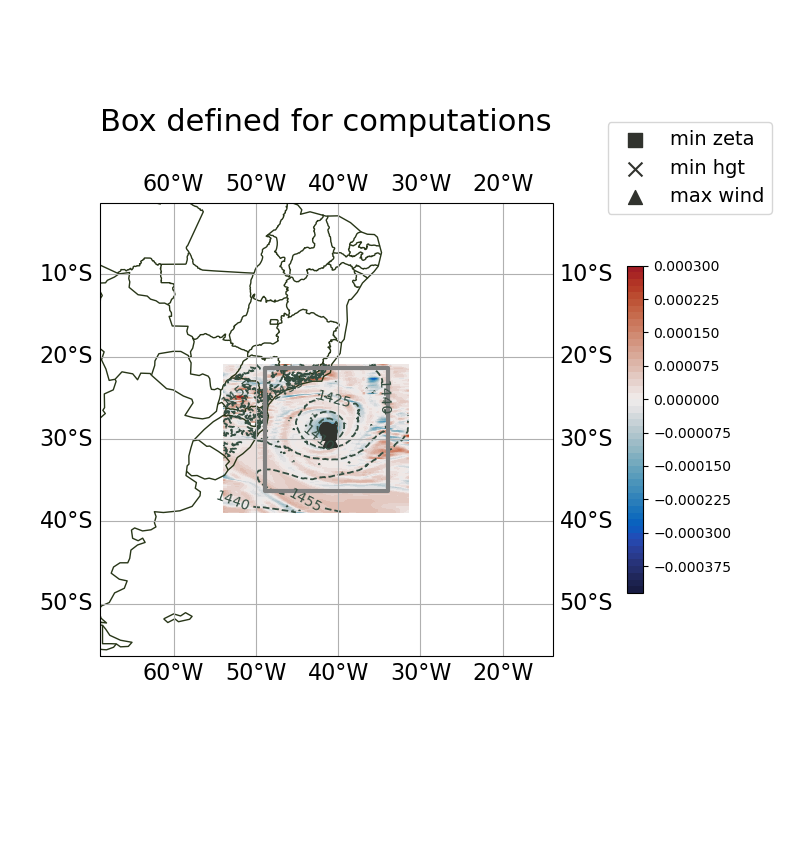 Box defined for computations
min zeta
min hgt
max wind
60°W 50°W 40°W 30°W 20°W
10°S 10°S
20°S 20°S
30°S 30°S
40°S 40°S
50°S 50°S
60°W 50°W 40°W 30°W 20°W
1425
1440
1440
1455
0.000300
0.000225
0.000150
0.000075
0.000000
−0.000075
−0.000150
−0.000225
−0.000300
−0.000375